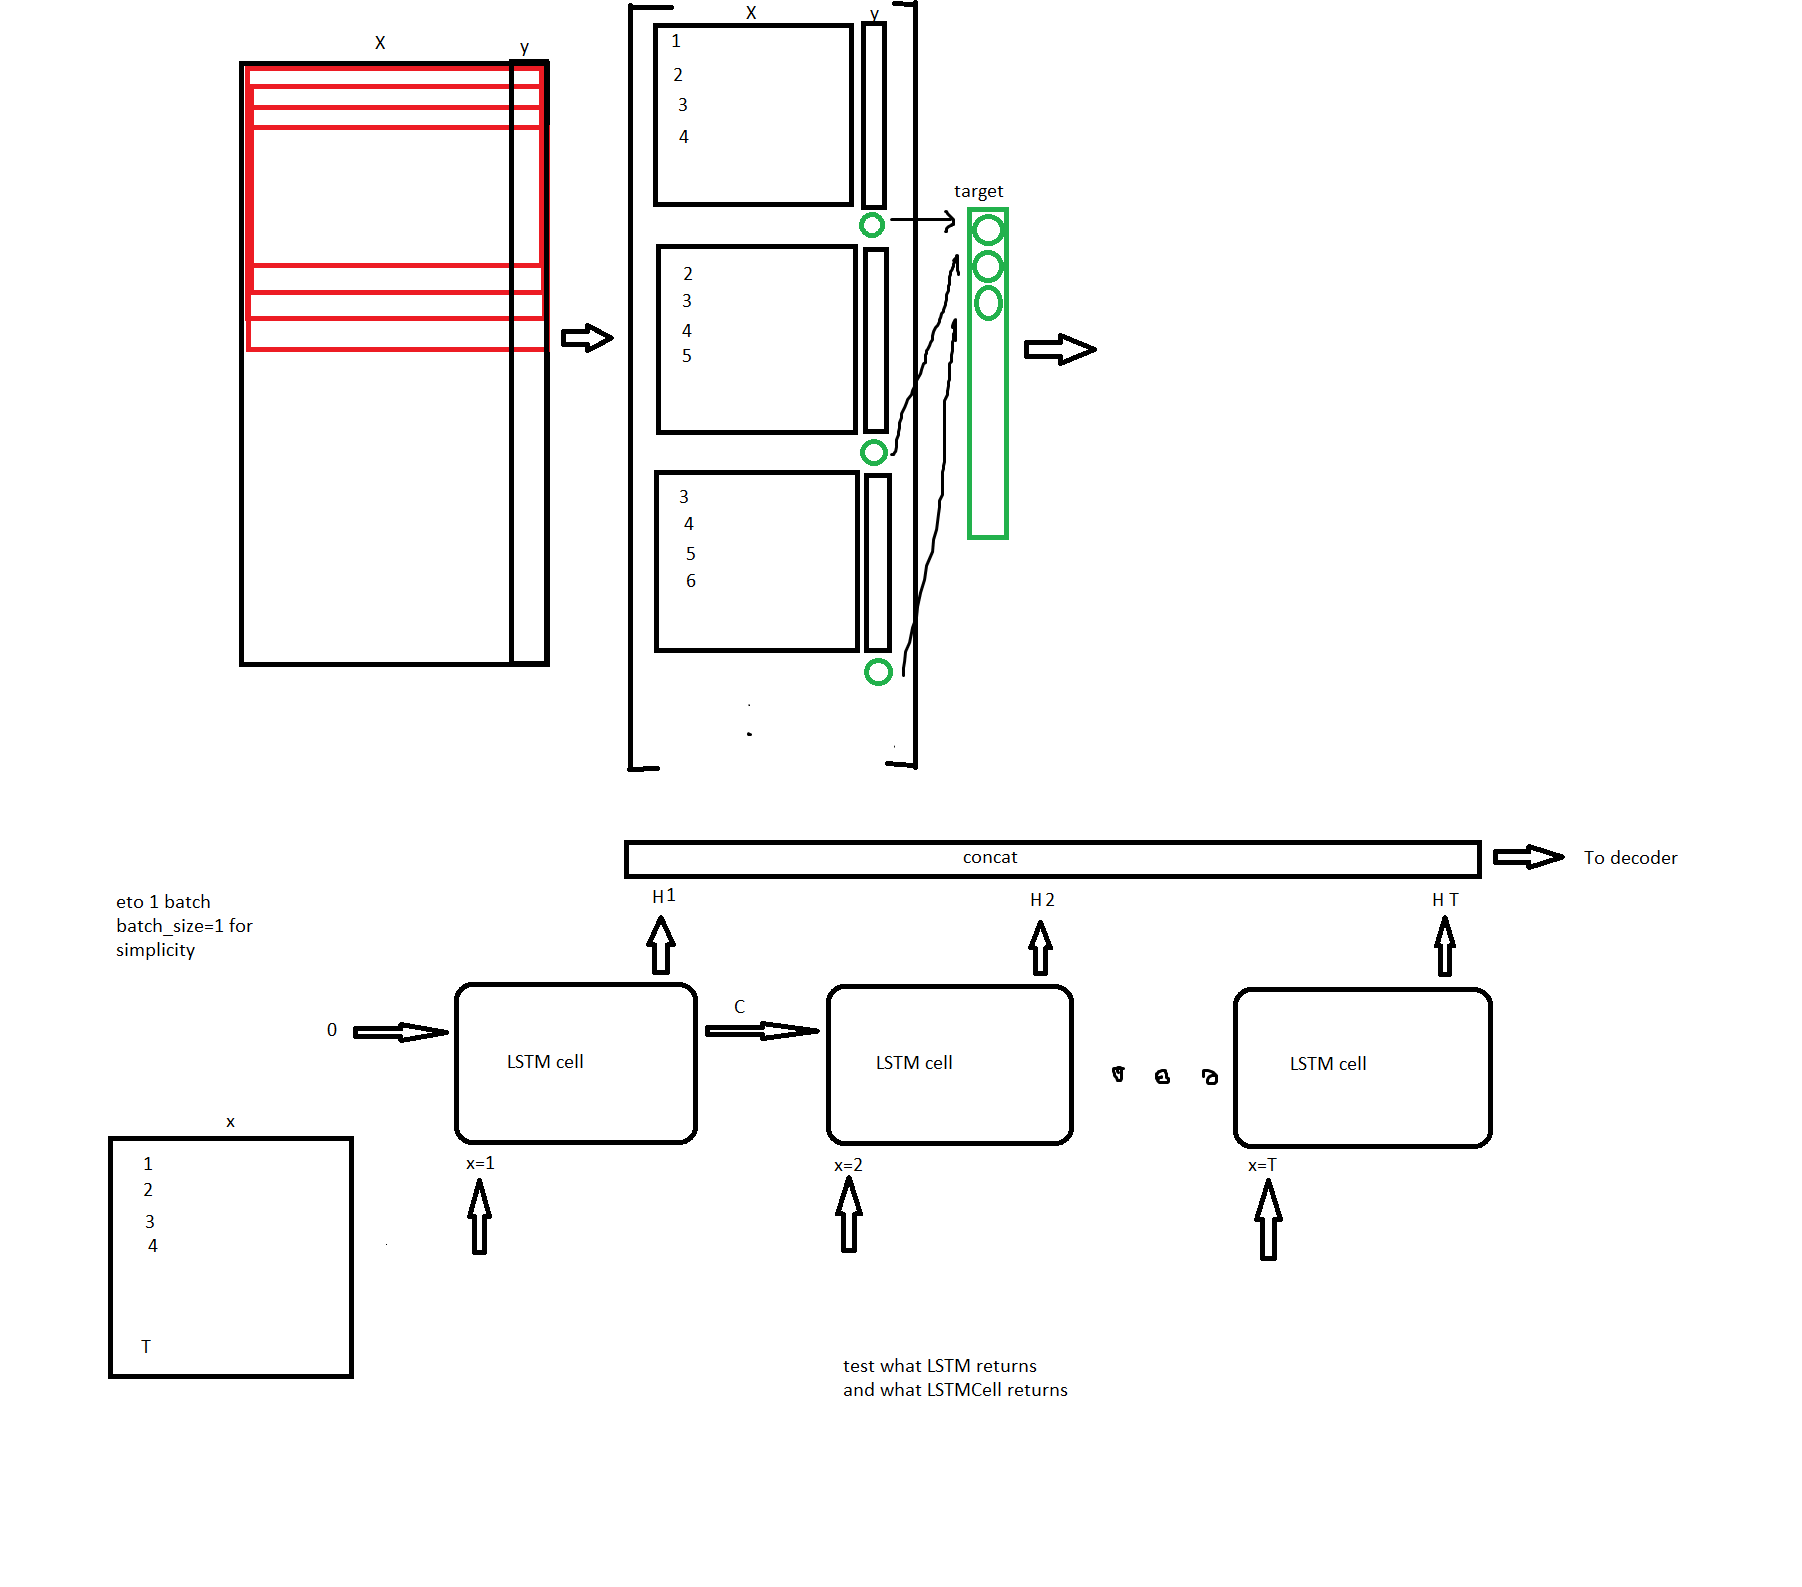 X
y
X
y
1
2
3
4
2
3
4
5
3
4
5
6
target
concat
To decoder
H1
H2
H T
eto 1 batch
batch_size=1 for
simplicity
0
C
LSTM cell
LSTM cell
LSTM cell
x=1
x=2
x=T
x
1
2
3
4
T
test what LSTM returns
and what LSTMCell returns